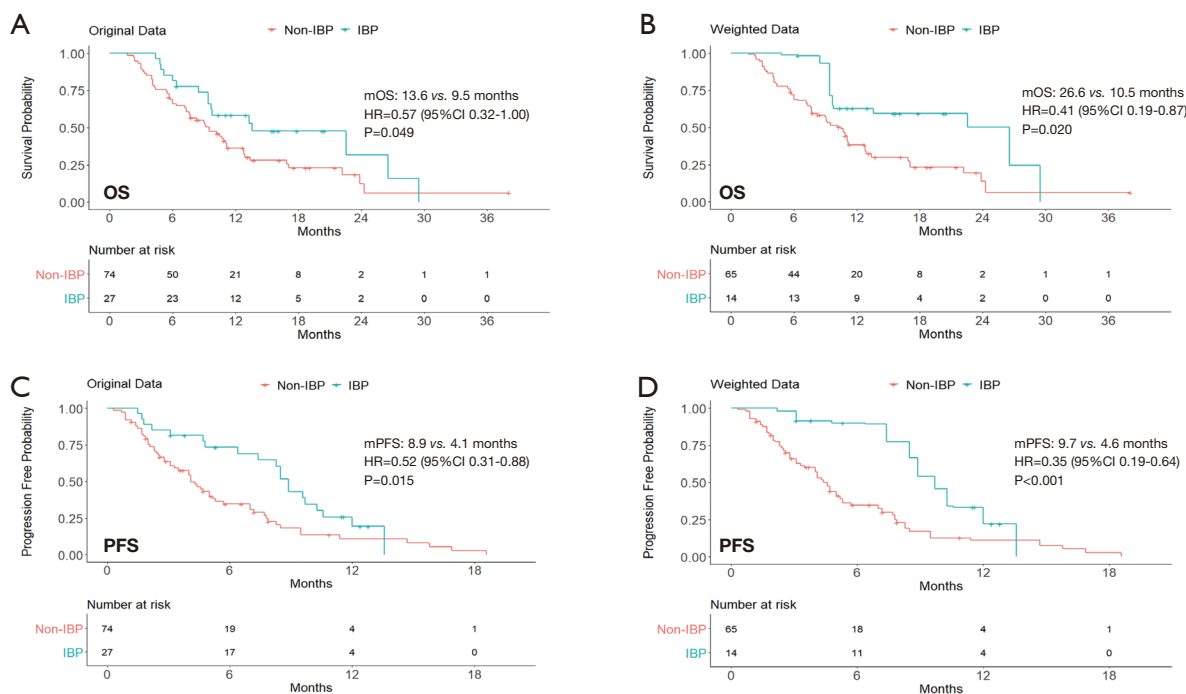 A
Original Data
Non-IBP IBP
Survival Probability
1.00
0.75
0.50
0.25
0.00
mOS: 13.6 vs. 9.5 months
HR=0.57 (95%CI 0.32-1.00)
P=0.049
OS
0 6 12 18 24 30 36
Months
Number at risk
Non-IBP 74 50 21 8 2 1 1
IBP 27 23 12 5 2 0 0
0 6 12 18 24 30 36
Months
B
Weighted Data
Non-IBP IBP
Survival Probability
1.00
0.75
0.50
0.25
0.00
mOS: 26.6 vs. 10.5 months
HR=0.41 (95%CI 0.19-0.87)
P=0.020
OS
0 6 12 18 24 30 36
Months
Number at risk
Non-IBP 65 44 20 8 2 1 1
IBP 14 13 9 4 2 0 0
0 6 12 18 24 30 36
Months
C
Original Data
Non-IBP IBP
Progression Free Probability
1.00
0.75
0.50
0.25
0.00
mPFS: 8.9 vs. 4.1 months
HR=0.52 (95%CI 0.31-0.88)
P=0.015
PFS
0 6 12 18
Months
Number at risk
Non-IBP 74 19 4 1
IBP 27 17 4 0
0 6 12 18
Months
D
Weighted Data
Non-IBP IBP
Progression Free Probability
1.00
0.75
0.50
0.25
0.00
mPFS: 9.7 vs. 4.6 months
HR=0.35 (95%CI 0.19-0.64)
P<0.001
PFS
0 6 12 18
Months
Number at risk
Non-IBP 65 18 4 1
IBP 14 11 4 0
0 6 12 18
Months